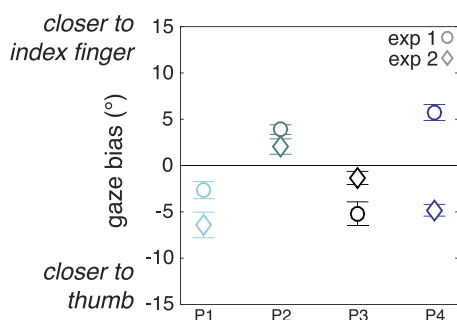 closer to
index finger
gaze bias (°)
closer to
thumb
15
10
5
0
-5
-10
-15
exp 1
exp 2
P1 P2 P3 P4